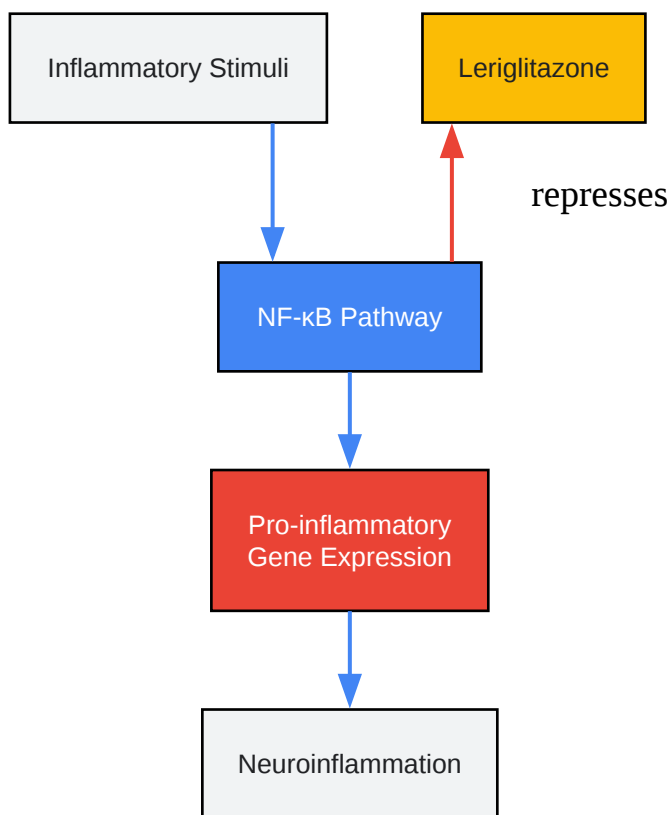 Inflammatory Stimuli
Leriglitazone
represses
NF-κB Pathway
Pro-inflammatory
Gene Expression
Neuroinflammation